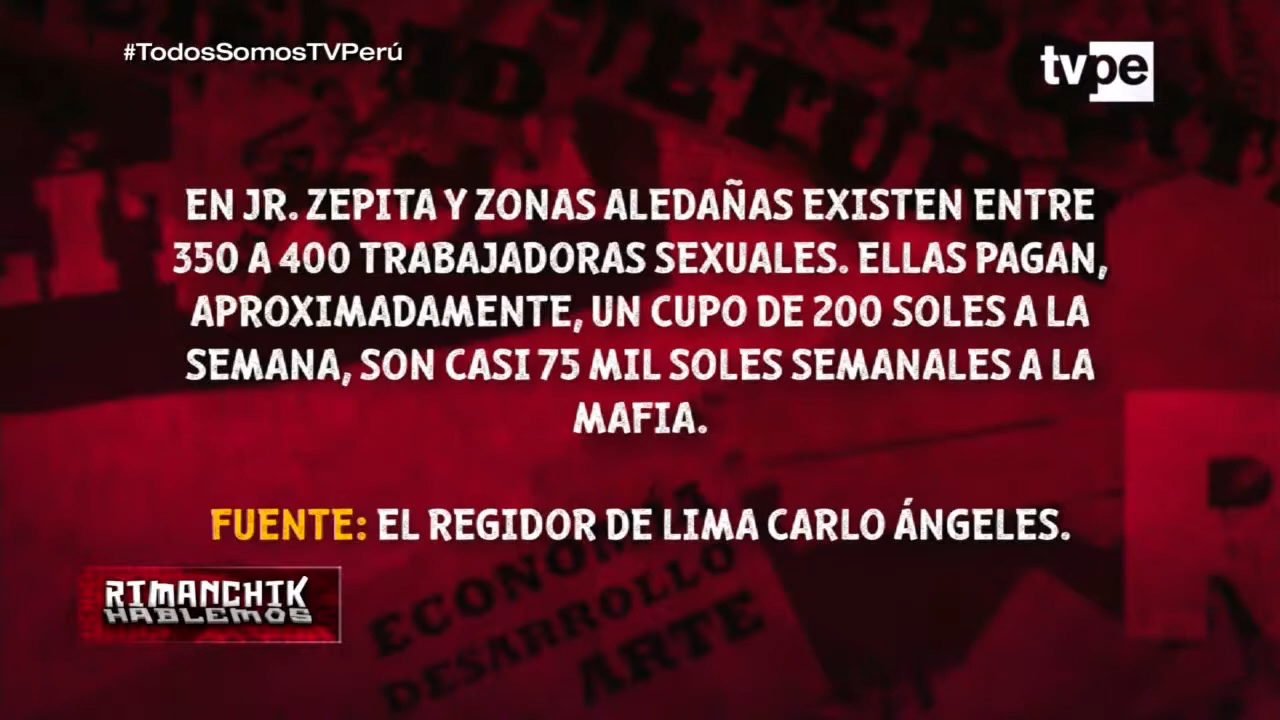 #TodosSomosTVPerú
tvpe
EN JR. ZEPITA Y ZONAS ALEDAÑAS EXISTEN ENTRE
350 A 400 TRABAJADORAS SEXUALES. ELLAS PAGAN,
APROXIMADAMENTE, UN CUPO DE 200 SOLES A LA
SEMANA, SON CASI 75 MIL SOLES SEMANALES A LA
MAFIA.
FUENTE: EL REGIDOR DE LIMA CARLO ÁNGELES.
RIMANCHIK
HABLEMOS
ECONOMÍA
DESARROLLO
ARTE